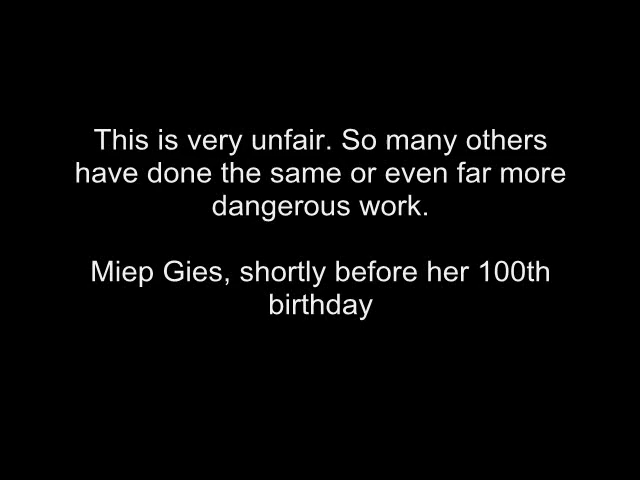 This is very unfair. So many others
have done the same or even far more
dangerous work.
Miep Gies, shortly before her 100th
birthday